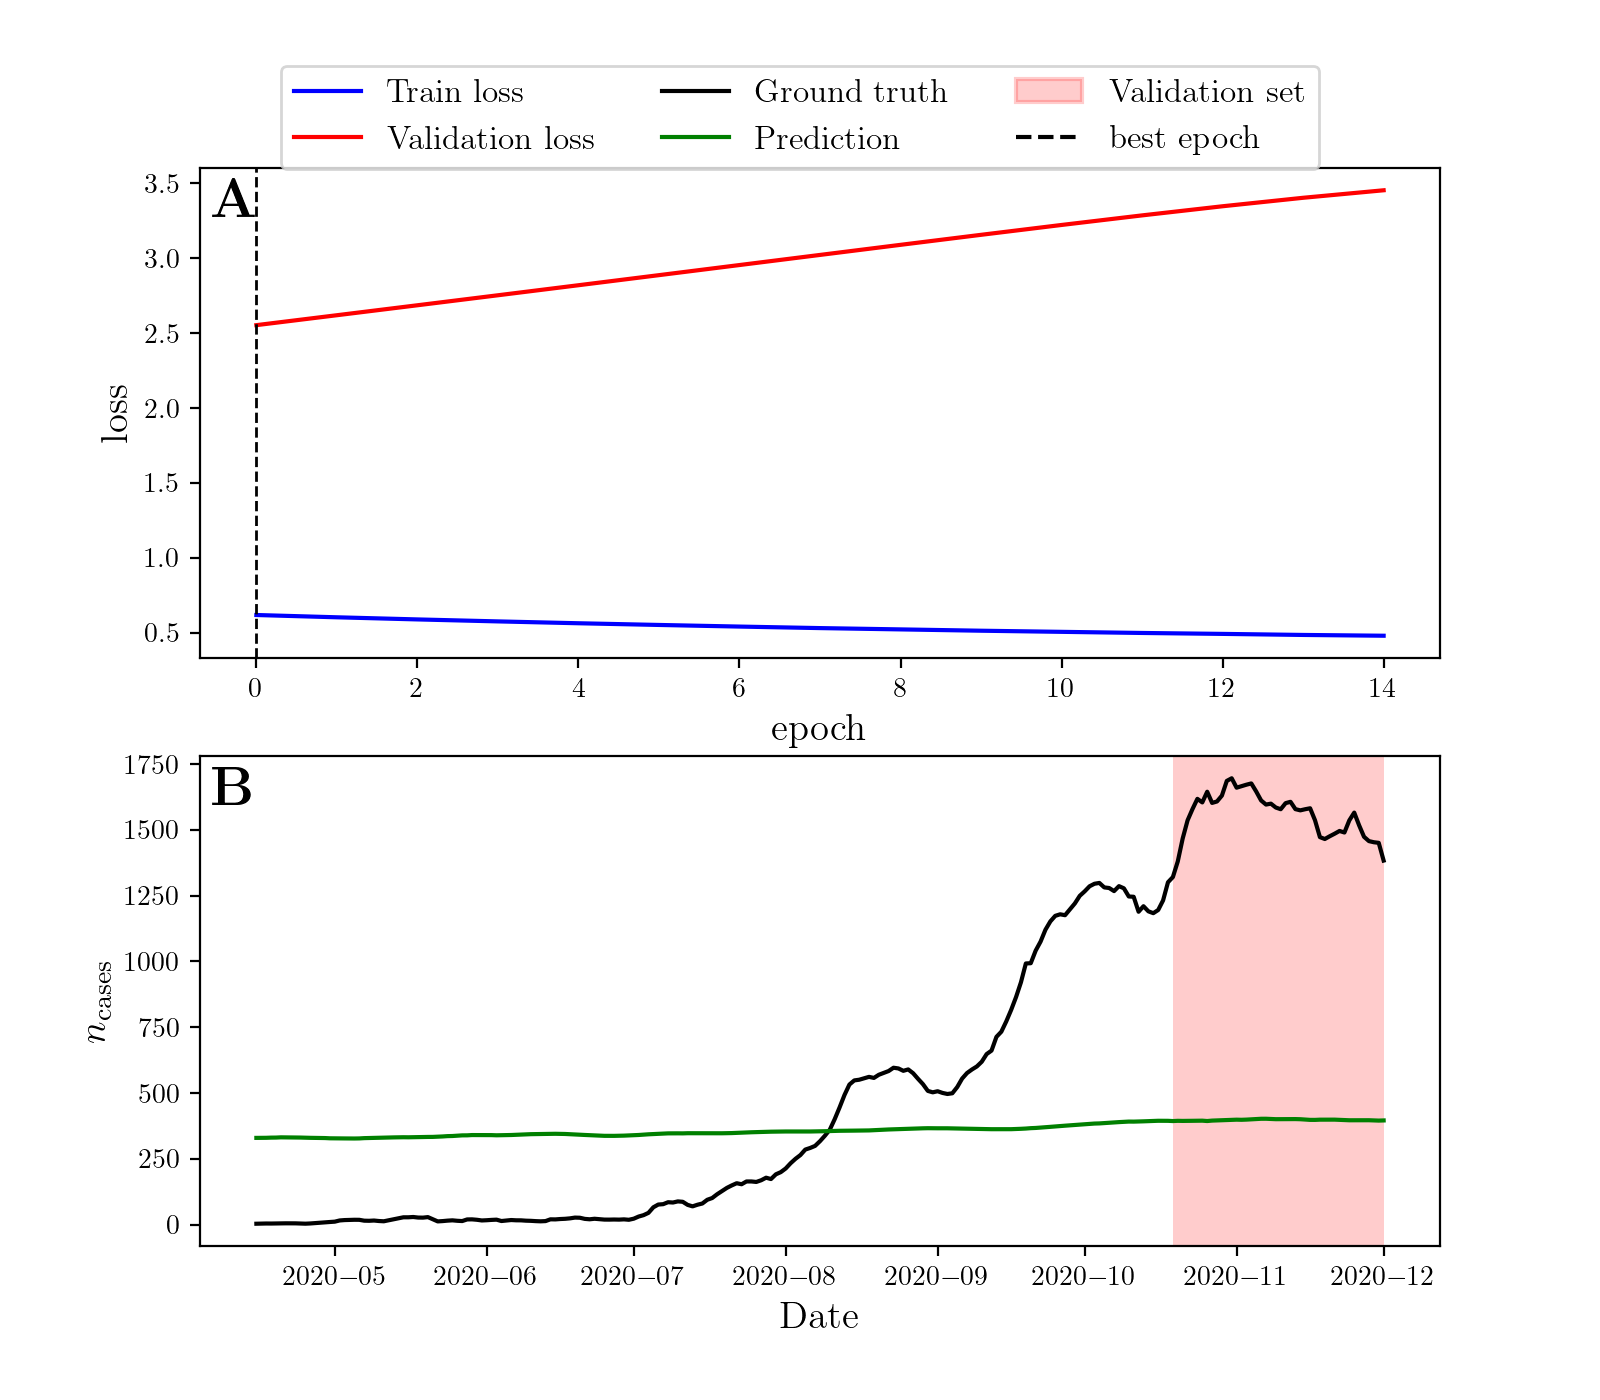 Train loss
Validation loss
Ground truth
Prediction
Validation set
best epoch
A
3.5
3.0
2.5
2.0
1.5
1.0
0.5
loss
0 2 4 6 8 10 12 14
epoch
B
1750
1500
1250
1000
750
500
250
0
n_cases
2020–05 2020–06 2020–07 2020–08 2020–09 2020–10 2020–11 2020–12
Date